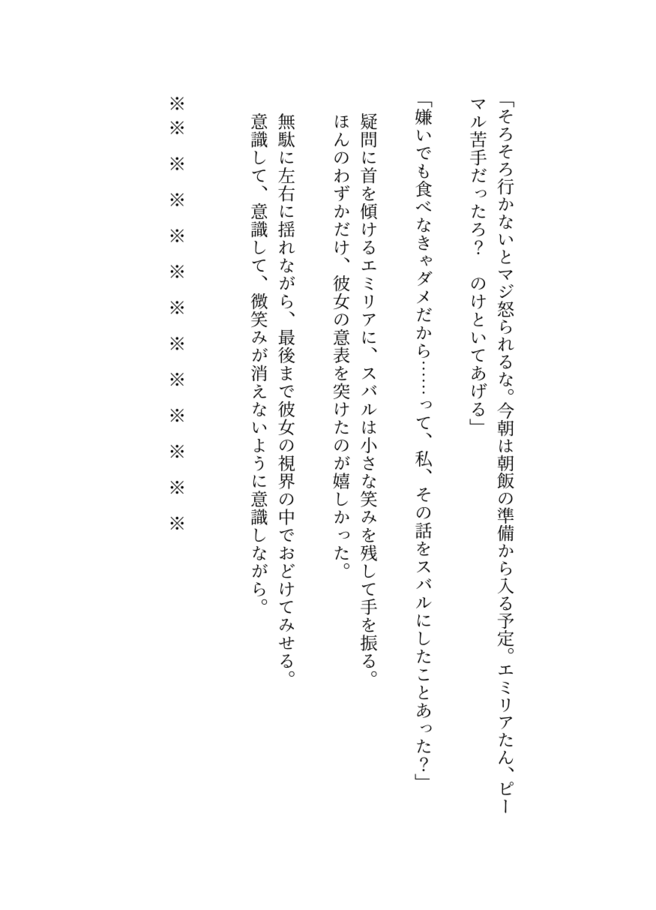 「そろそろ行かないとマジ怒られるな。今朝は朝飯の準備から入る予定。エミリアたん、ピー
マル苦手だったろ？　のけといてあげる」
「嫌いでも食べなきゃダメだから……って、私、その話をスバルにしたことあった？」
疑問に首を傾けるエミリアに、スバルは小さな笑みを残して手を振る。
ほんのわずかだけ、彼女の意表を突けたのが嬉しかった。
無駄に左右に揺れながら、最後まで彼女の視界の中でおどけてみせる。
意識して、意識して、微笑みが消えないように意識しながら。
※※　※　※　※　※　※　※　※　※　※　※　※